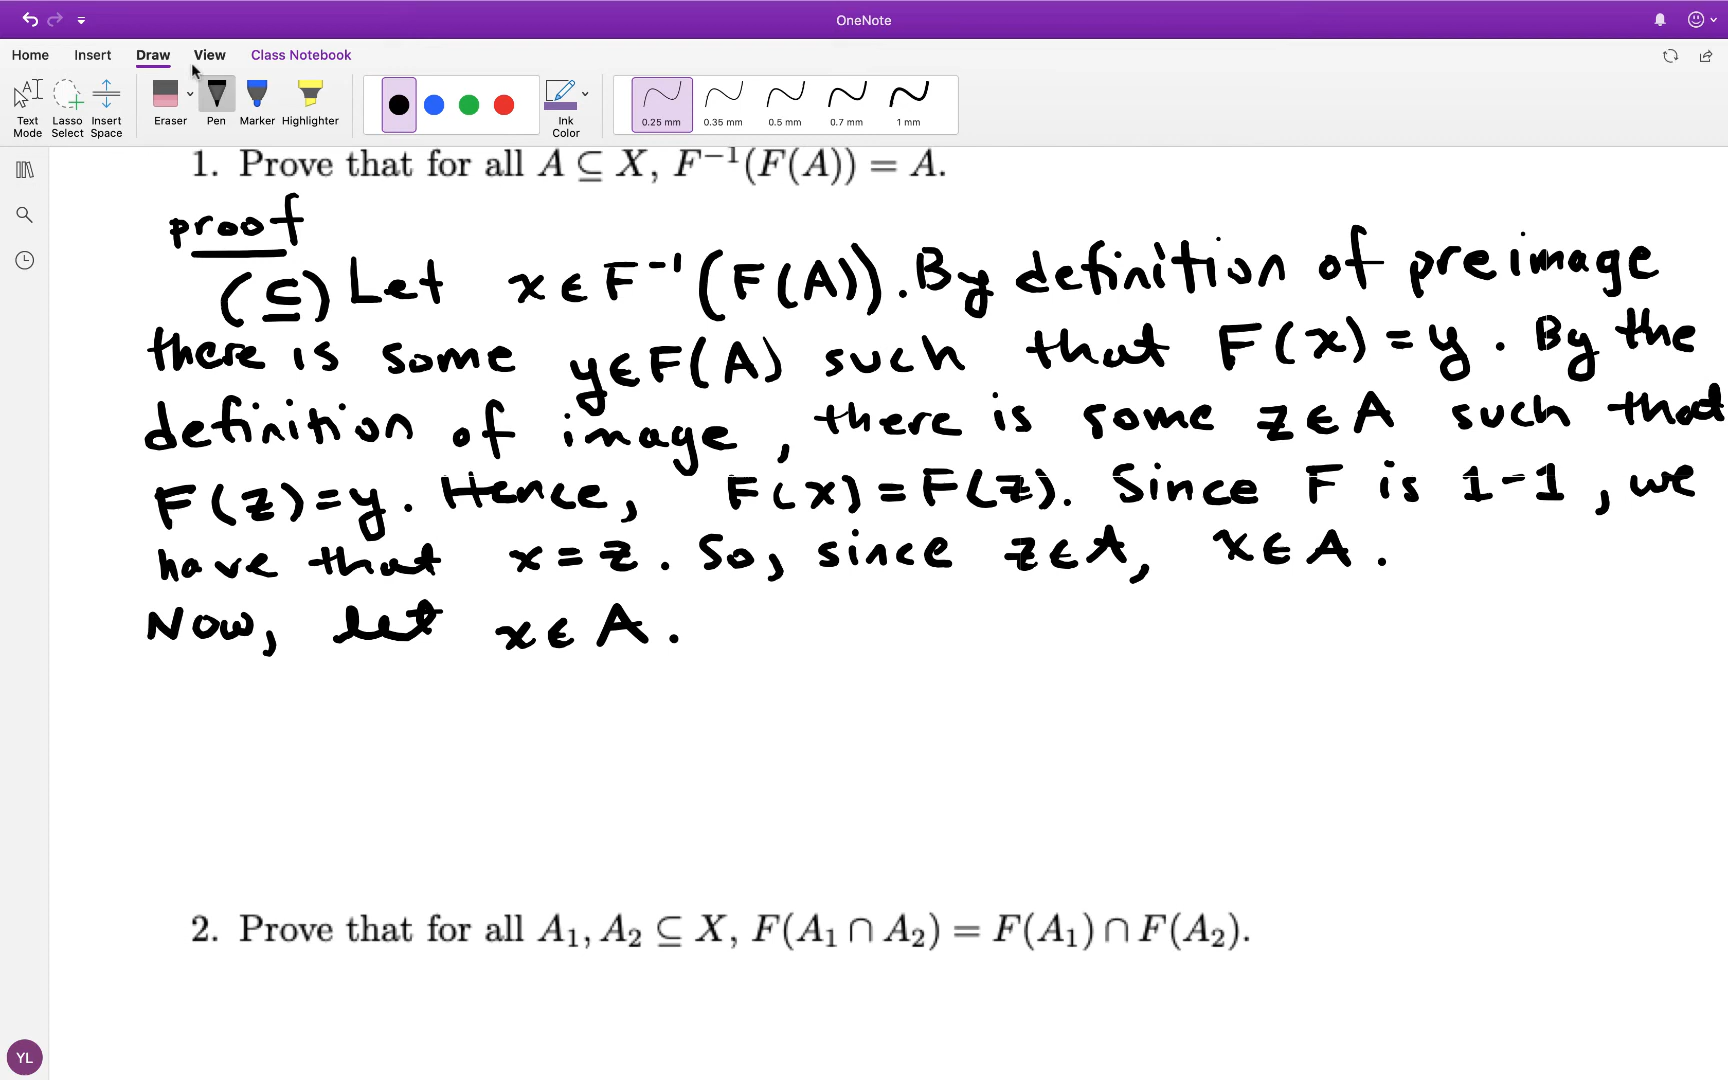 OneNote
Home Insert Draw View Class Notebook
Text Mode Lasso Select Insert Space Eraser Pen Marker Highlighter Ink Color 0.25 mm 0.35 mm 0.5 mm 0.7 mm 1 mm
1. Prove that for all A ⊆ X, F⁻¹(F(A)) = A.
proof
(⊆) Let x ∈ F⁻¹(F(A)). By definition of preimage
there is some y ∈ F(A) such that F(x) = y. By the
definition of image, there is some z ∈ A such that
F(z) = y. Hence, F(x) = F(z). Since F is 1-1, we
have that x = z. So, since z ∈ A, x ∈ A.
Now, let x ∈ A.
2. Prove that for all A₁, A₂ ⊆ X, F(A₁ ∩ A₂) = F(A₁) ∩ F(A₂).
YL